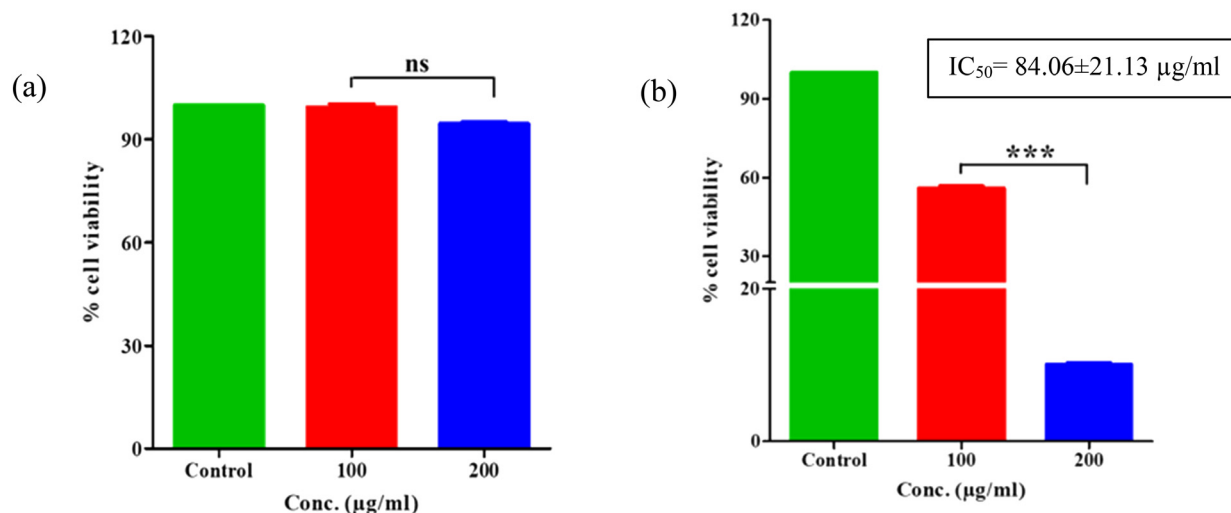 (a)
% cell viability
120
90
60
30
0
ns
Control 100 200
Conc. (µg/ml)
(b)
% cell viability
120
90
60
30
20
0
IC₅₀= 84.06±21.13 µg/ml
***
Control 100 200
Conc. (µg/ml)